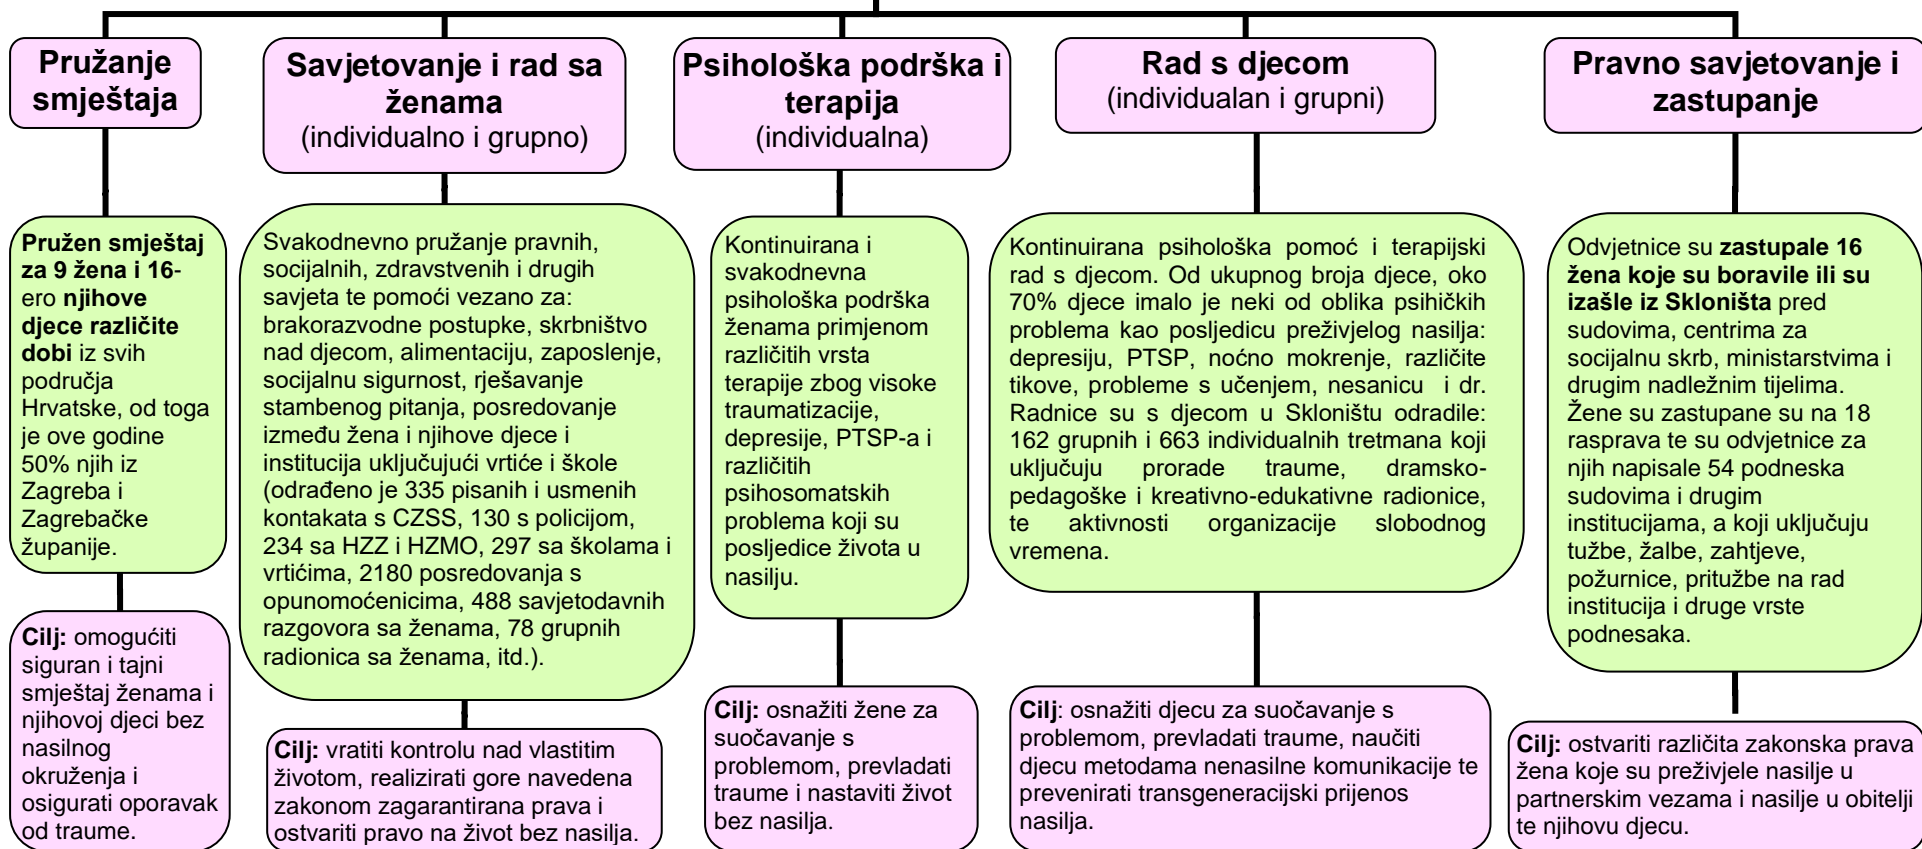 Pružanje
smještaja
Savjetovanje i rad sa
ženama
(individualno i grupno)
Psihološka podrška i
terapija
(individualna)
Rad s djecom
(individualan i grupni)
Pravno savjetovanje i
zastupanje
Pružen smještaj
za 9 žena i 16-
ero njihove
djece različite
dobi iz svih
područja
Hrvatske, od toga
je ove godine
50% njih iz
Zagreba i
Zagrebačke
županije.
Svakodnevno pružanje pravnih,
socijalnih, zdravstvenih i drugih
savjeta te pomoći vezano za:
brakorazvodne postupke, skrbništvo
nad djecom, alimentaciju, zaposlenje,
socijalnu sigurnost, rješavanje
stambenog pitanja, posredovanje
između žena i njihove djece i
institucija uključujući vrtiće i škole
(odrađeno je 335 pisanih i usmenih
kontakata s CZSS, 130 s policijom,
234 sa HZZ i HZMO, 297 sa školama i
vrtićima, 2180 posredovanja s
opunomoćenicima, 488 savjetodavnih
razgovora sa ženama, 78 grupnih
radionica sa ženama, itd.).
Kontinuirana i
svakodnevna
psihološka podrška
ženama primjenom
različitih vrsta
terapije zbog visoke
traumatizacije,
depresije, PTSP-a i
različitih
psihosomatskih
problema koji su
posljedice života u
nasilju.
Kontinuirana psihološka pomoć i terapijski
rad s djecom. Od ukupnog broja djece, oko
70% djece imalo je neki od oblika psihičkih
problema kao posljedicu preživjelog nasilja:
depresiju, PTSP, noćno mokrenje, različite
tikove, probleme s učenjem, nesanicu i dr.
Radnice su s djecom u Skloništu odradile:
162 grupnih i 663 individualnih tretmana koji
uključuju prorade traume, dramsko-
pedagoške i kreativno-edukativne radionice,
te aktivnosti organizacije slobodnog
vremena.
Odvjetnice su zastupale 16
žena koje su boravile ili su
izašle iz Skloništa pred
sudovima, centrima za
socijalnu skrb, ministarstvima i
drugim nadležnim tijelima.
Žene su zastupane su na 18
rasprava te su odvjetnice za
njih napisale 54 podneska
sudovima i drugim
institucijama, a koji uključuju
tužbe, žalbe, zahtjeve,
požurnice, pritužbe na rad
institucija i druge vrste
podnesaka.
Cilj: omogućiti
siguran i tajni
smještaj ženama i
njihovoj djeci bez
nasilnog
okruženja i
osigurati oporavak
od traume.
Cilj: vratiti kontrolu nad vlastitim
životom, realizirati gore navedena
zakonom zagarantirana prava i
ostvariti pravo na život bez nasilja.
Cilj: osnažiti žene za
suočavanje s
problemom, prevladati
traume i nastaviti život
bez nasilja.
Cilj: osnažiti djecu za suočavanje s
problemom, prevladati traume, naučiti
djecu metodama nenasilne komunikacije te
prevenirati transgeneracijski prijenos
nasilja.
Cilj: ostvariti različita zakonska prava
žena koje su preživjele nasilje u
partnerskim vezama i nasilje u obitelji
te njihovu djecu.